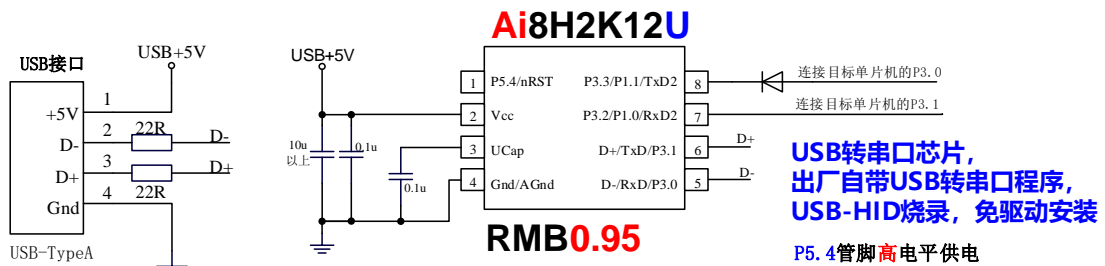 Ai8H2K12U
USB接口
USB+5V
1
+5V
2
22R
D-
D-
3
D+
D+
4
22R
Gnd
USB-TypeA
USB+5V
10u
以上
0.1u
0.1u
1
P5.4/nRST
2
Vcc
3
UCap
4
Gnd/AGnd
P3.3/P1.1/TxD2
8
连接目标单片机的P3.0
P3.2/P1.0/RxD2
7
连接目标单片机的P3.1
D+/TxD/P3.1
6
D+
D-/RxD/P3.0
5
D-
RMB0.95
USB转串口芯片,
出厂自带USB转串口程序,
USB-HID烧录，免驱动安装
P5.4管脚高电平供电